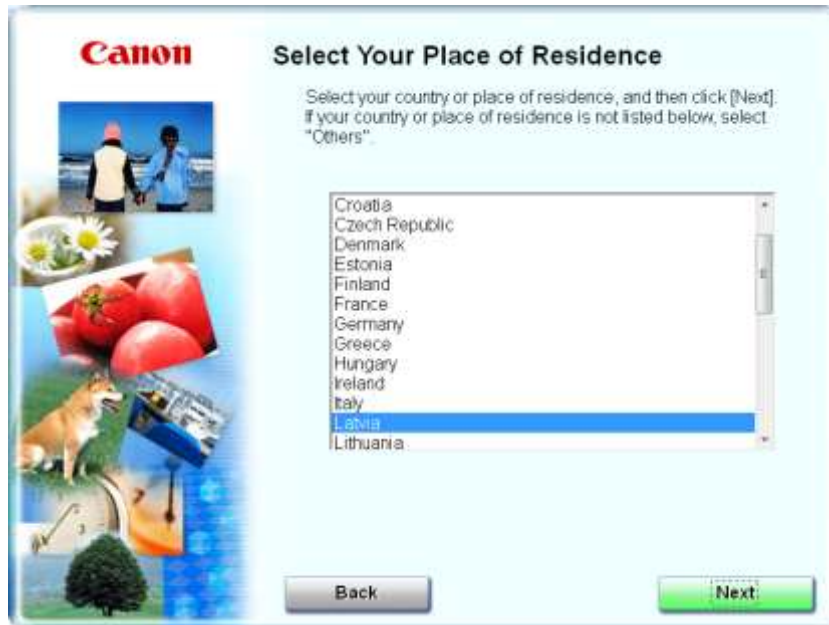 Canon
Select Your Place of Residence
Select your country or place of residence, and then click [Next].
If your country or place of residence is not listed below, select
"Others".
Croatia
Czech Republic
Denmark
Estonia
Finland
France
Germany
Greece
Hungary
Ireland
Italy
Latvia
Lithuania
3
Back
Next